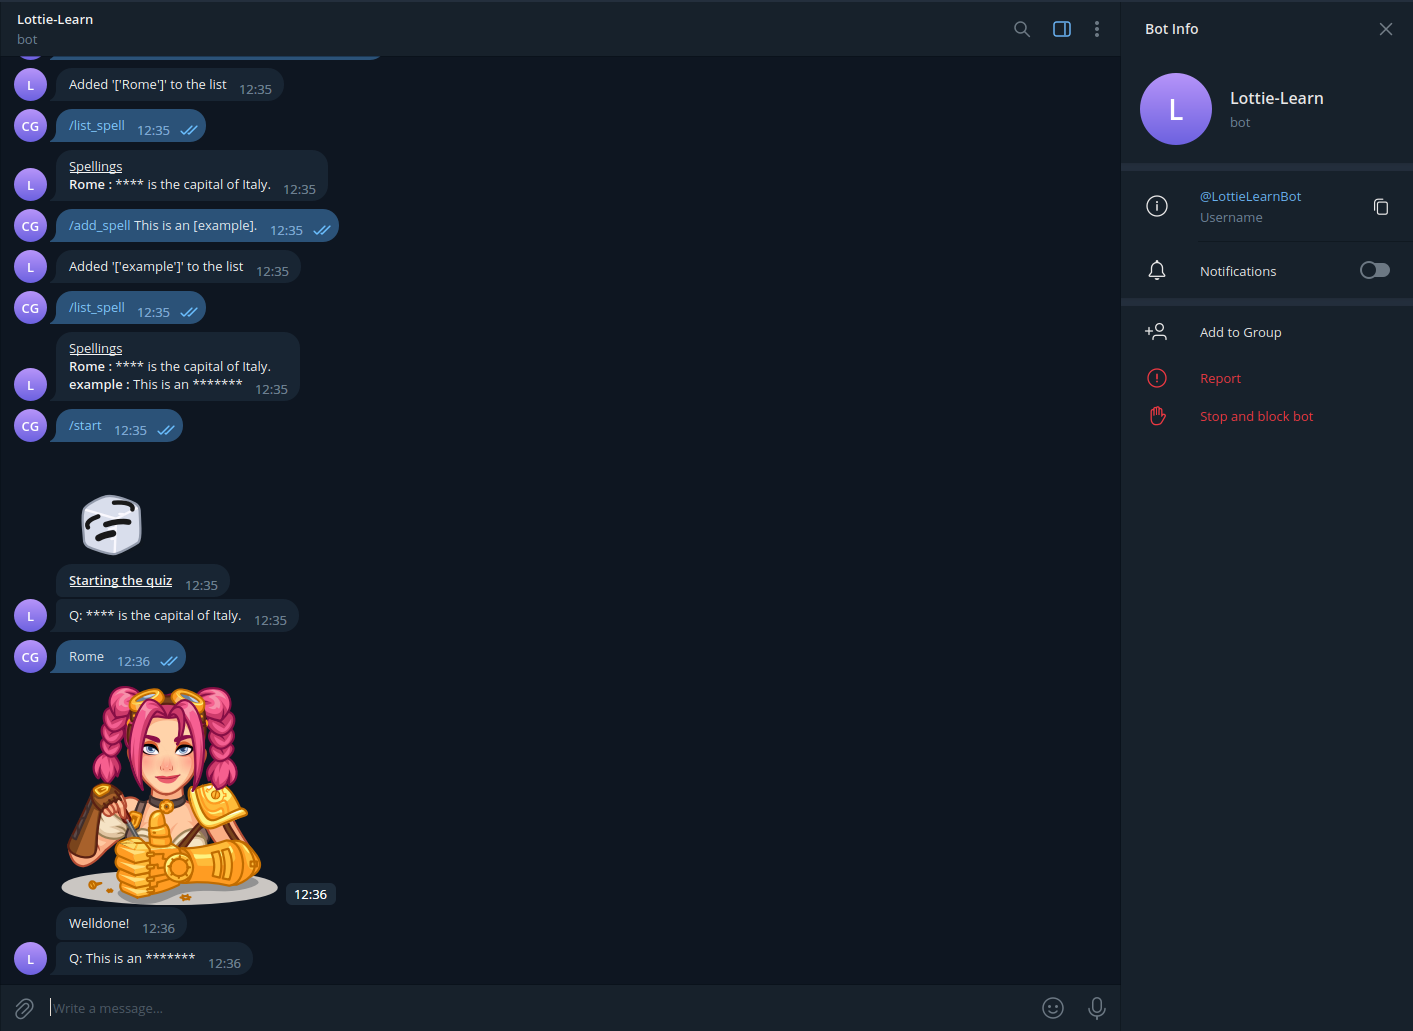 Lottie-Learn
bot
L
Added '['Rome']' to the list 12:35
CG
/list_spell 12:35
Spellings
Rome : **** is the capital of Italy. 12:35
L
CG
/add_spell This is an [example]. 12:35
L
Added '['example']' to the list 12:35
CG
/list_spell 12:35
Spellings
Rome : **** is the capital of Italy.
example : This is an ******* 12:35
L
CG
/start 12:35
Starting the quiz 12:35
L
Q: **** is the capital of Italy. 12:35
CG
Rome 12:36
12:36
Welldone! 12:36
L
Q: This is an ******* 12:36
Write a message...
Bot Info
L
Lottie-Learn
bot
@LottieLearnBot
Username
Notifications
Add to Group
Report
Stop and block bot